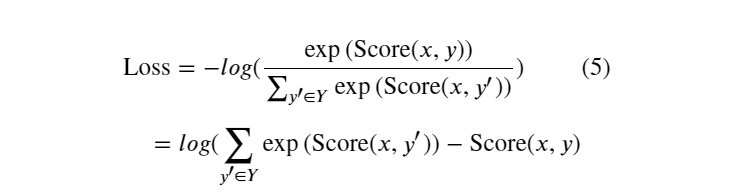 Loss = −log( exp (Score(x, y)) / ∑y′∈Y exp (Score(x, y′)) ) (5)
= log( ∑y′∈Y exp (Score(x, y′)) − Score(x, y)